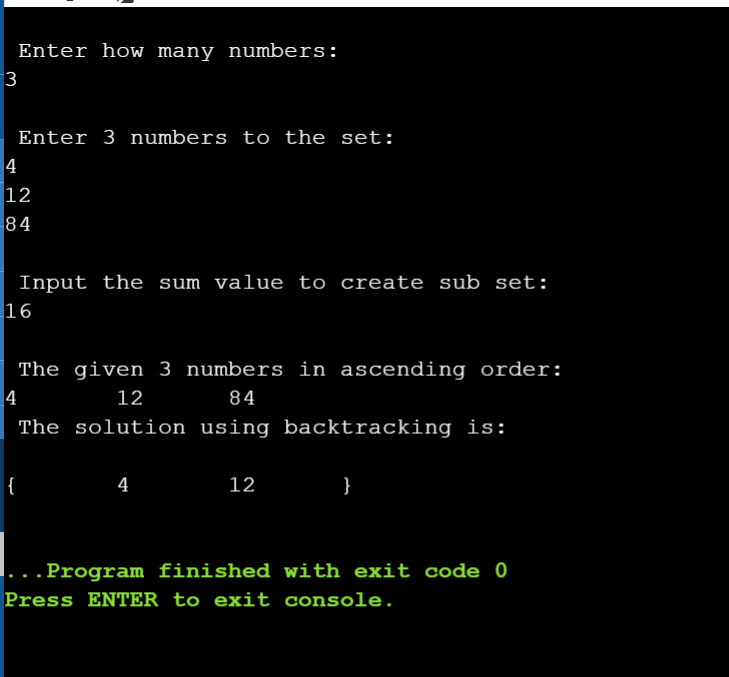 Enter how many numbers:
3
Enter 3 numbers to the set:
4
12
84
Input the sum value to create sub set:
16
The given 3 numbers in ascending order:
4 12 84
The solution using backtracking is:
{ 4 12 }
...Program finished with exit code 0
Press ENTER to exit console.